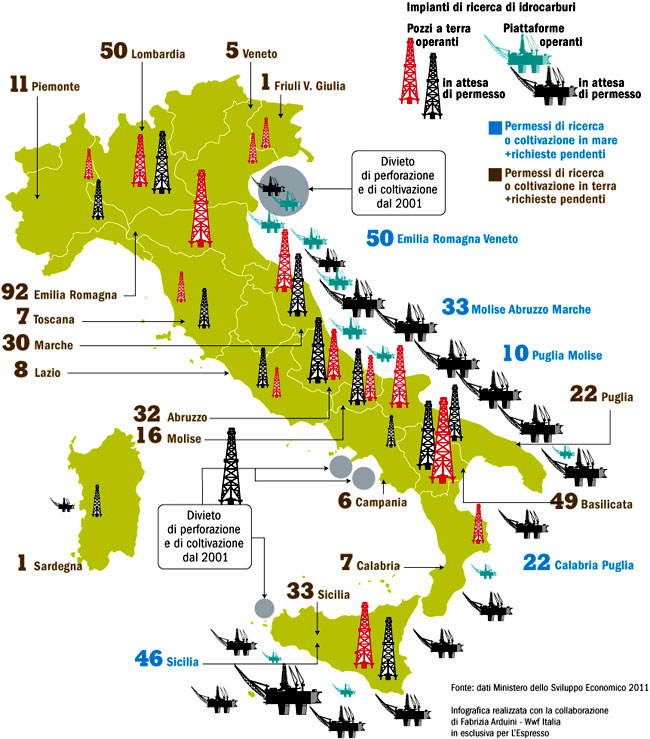 Impianti di ricerca di idrocarburi
Pozzi a terra
operanti
Piattaforme
operanti
in attesa
di permesso
in attesa
di permesso
Permessi di ricerca
o coltivazione in mare
+richieste pendenti
Permessi di ricerca
o coltivazione in terra
+richieste pendenti
50 Lombardia
5 Veneto
11 Piemonte
1 Friuli V. Giulia
Divieto
di perforazione
e di coltivazione
dal 2001
50 Emilia Romagna Veneto
92 Emilia Romagna
33 Molise Abruzzo Marche
7 Toscana
30 Marche
10 Puglia Molise
8 Lazio
22 Puglia
32 Abruzzo
16 Molise
6 Campania
49 Basilicata
Divieto
di perforazione
e di coltivazione
dal 2001
1 Sardegna
7 Calabria
22 Calabria Puglia
33 Sicilia
46 Sicilia
Fonte: dati Ministero dello Sviluppo Economico 2011
Infografica realizzata con la collaborazione
di Fabrizia Arduini - Wwf Italia
in esclusiva per L'Espresso